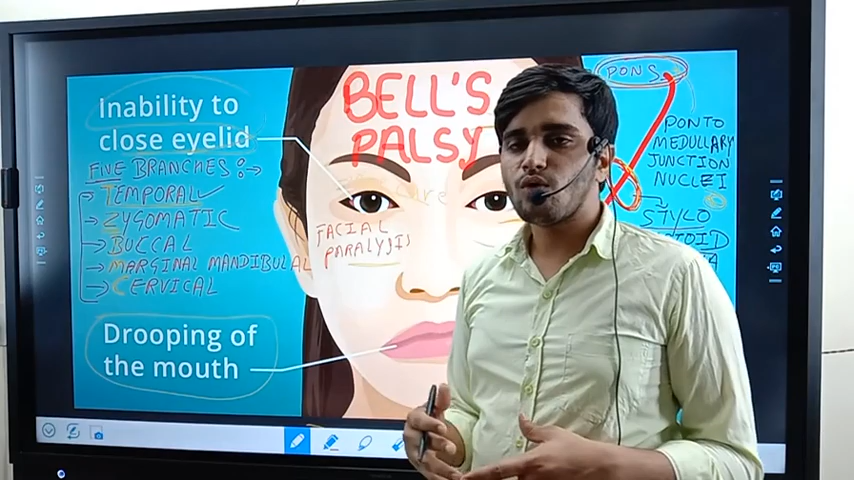 Inability to
close eyelid
FIVE BRANCHES :→
→ TEMPORAL ✓
→ ZYGOMATIC
→ BUCCAL
→ MARGINAL MANDIBULAL
→ CERVICAL
Drooping of
the mouth
BELL'S
PALSY
FACIAL
PARALYSIS
PONS
PONTO
MEDULLARY
JUNCTION
NUCLEI
STYLO